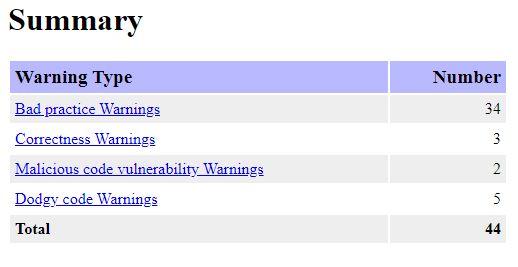 Summary
Warning Type Number
Bad practice Warnings 34
Correctness Warnings 3
Malicious code vulnerability Warnings 2
Dodgy code Warnings 5
Total 44